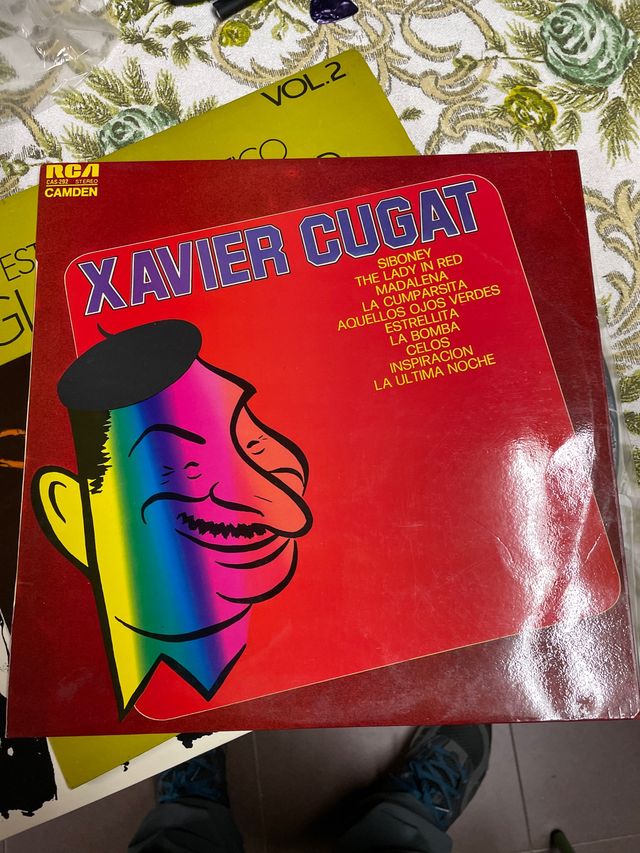 VOL.2
RCA
CAS-292 STEREO
CAMDEN
XAVIER CUGAT
SIBONEY
THE LADY IN RED
MADALENA
LA CUMPARSITA
AQUELLOS OJOS VERDES
ESTRELLITA
LA BOMBA
CELOS
INSPIRACION
LA ULTIMA NOCHE